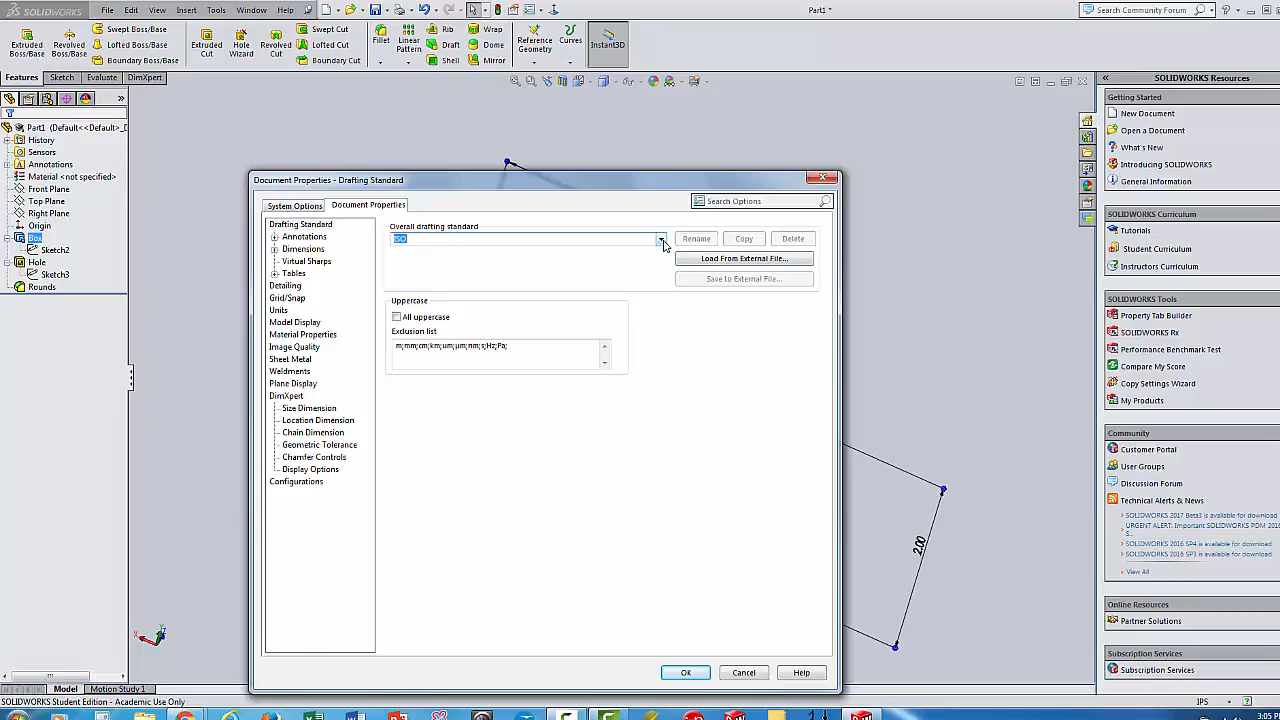 SOLIDWORKS
File Edit View Insert Tools Window Help
Part1 *
Search Community Forum
Extruded Boss/Base
Revolved Boss/Base
Swept Boss/Base
Lofted Boss/Base
Boundary Boss/Base
Extruded Cut
Hole Wizard
Revolved Cut
Swept Cut
Lofted Cut
Boundary Cut
Fillet
Linear Pattern
Rib
Draft
Shell
Wrap
Dome
Mirror
Reference Geometry
Curves
Instant3D
Features Sketch Evaluate DimXpert
Part1 (Default<<Default>_D
History
Sensors
Annotations
Material <not specified>
Front Plane
Top Plane
Right Plane
Origin
Box
Sketch2
Hole
Sketch3
Rounds
Document Properties - Drafting Standard
System Options Document Properties
Search Options
Drafting Standard
Annotations
Dimensions
Virtual Sharps
Tables
Detailing
Grid/Snap
Units
Model Display
Material Properties
Image Quality
Sheet Metal
Weldments
Plane Display
DimXpert
Size Dimension
Location Dimension
Chain Dimension
Geometric Tolerance
Chamfer Controls
Display Options
Configurations
Overall drafting standard
ISO
Rename Copy Delete
Load From External File...
Save to External File...
Uppercase
All uppercase
Exclusion list
m;mm;cm;km;um;µm;nm;s;Hz;Pa;
OK Cancel Help
2.00
SOLIDWORKS Resources
Getting Started
New Document
Open a Document
What's New
Introducing SOLIDWORKS
General Information
SOLIDWORKS Curriculum
Tutorials
Student Curriculum
Instructors Curriculum
SOLIDWORKS Tools
Property Tab Builder
SOLIDWORKS Rx
Performance Benchmark Test
Compare My Score
Copy Settings Wizard
My Products
Community
Customer Portal
User Groups
Discussion Forum
Technical Alerts & News
SOLIDWORKS 2017 Beta3 is available for download
URGENT ALERT: Important SOLIDWORKS PDM 2016
S...
SOLIDWORKS 2016 SP4 is available for download
SOLIDWORKS 2016 SP3 is available for download
View All
Online Resources
Partner Solutions
Subscription Services
Subscription Services
Model Motion Study 1
SOLIDWORKS Student Edition - Academic Use Only
IPS
3:05 P